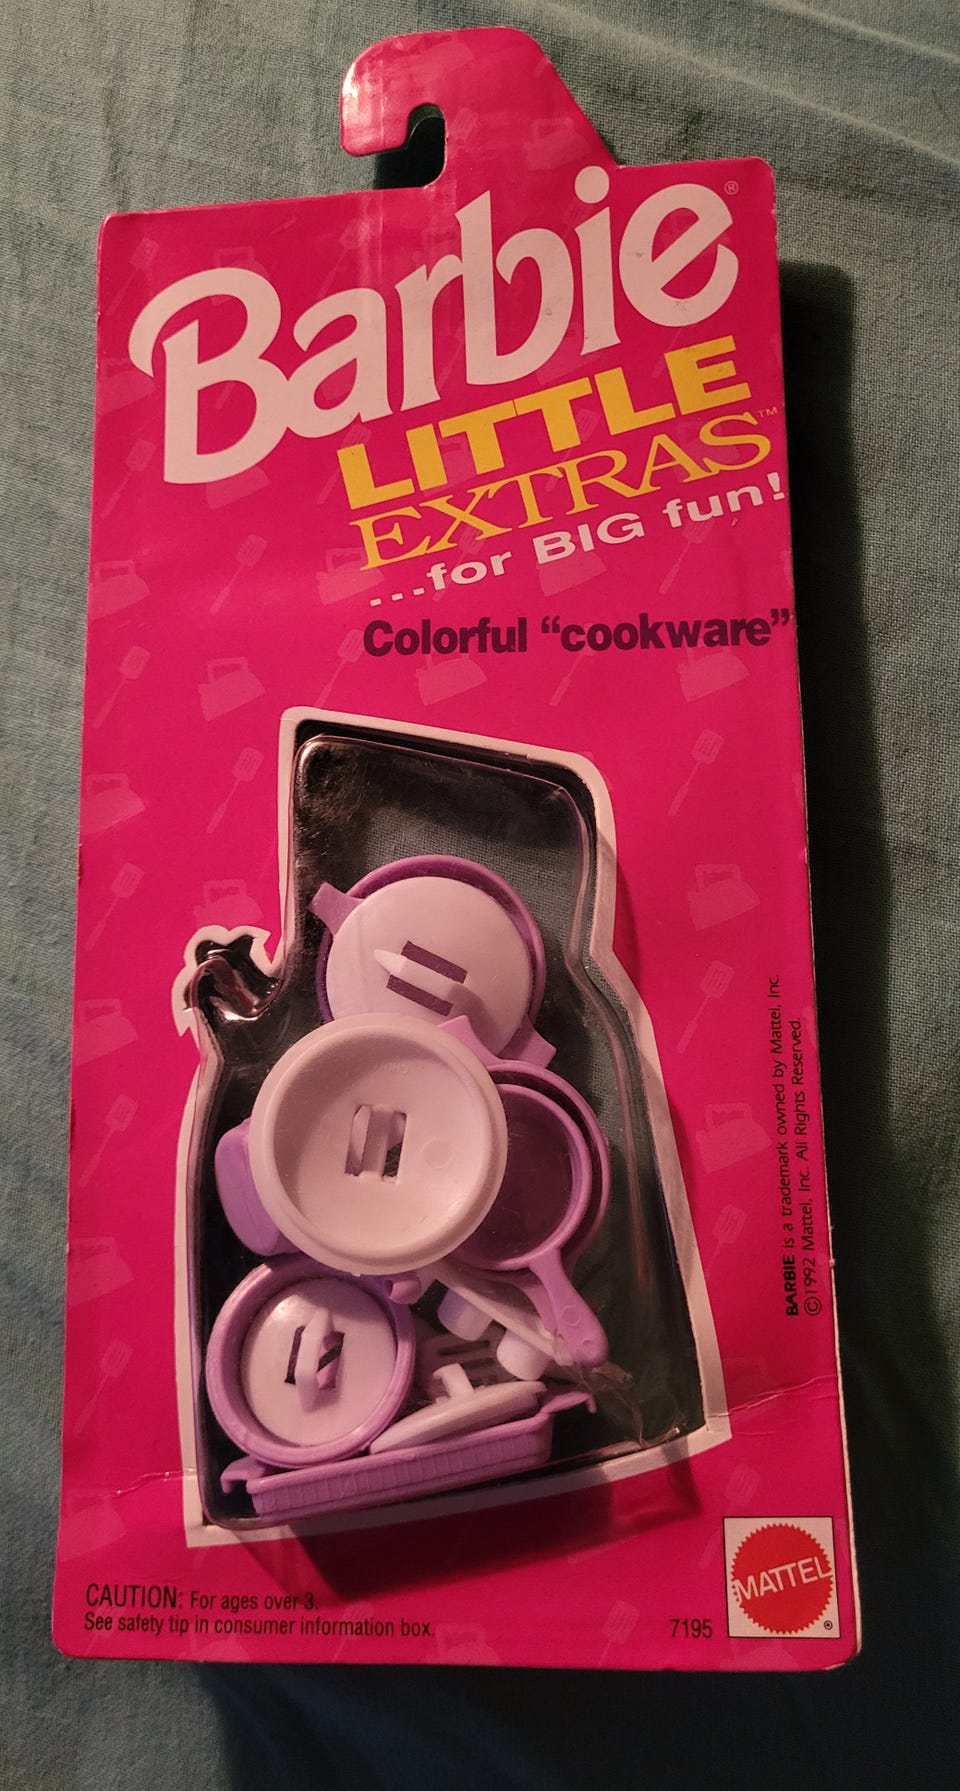 Barbie®
LITTLE
EXTRAS™
...for BIG fun!
Colorful "cookware"
BARBIE is a trademark owned by Mattel, Inc.
©1992 Mattel, Inc. All Rights Reserved.
CAUTION: For ages over 3.
See safety tip in consumer information box.
7195
MATTEL®